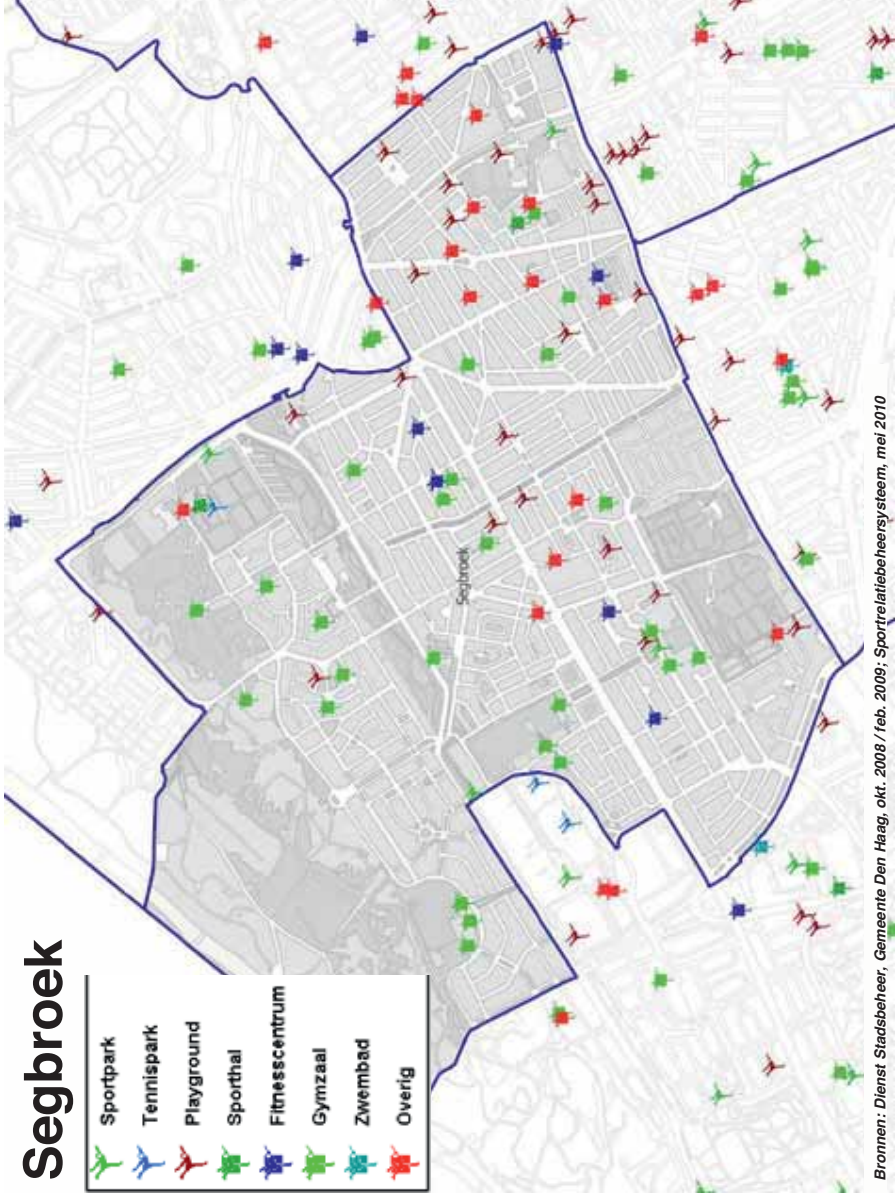 Segbroek
Sportpark
Tennispark
Playground
Sporthal
Fitnesscentrum
Gymzaal
Zwembad
Overig
Segbroek
Bronnen: Dienst Stadsbeheer, Gemeente Den Haag, okt. 2008 / feb. 2009; Sportrelatiebeheersysteem, mei 2010